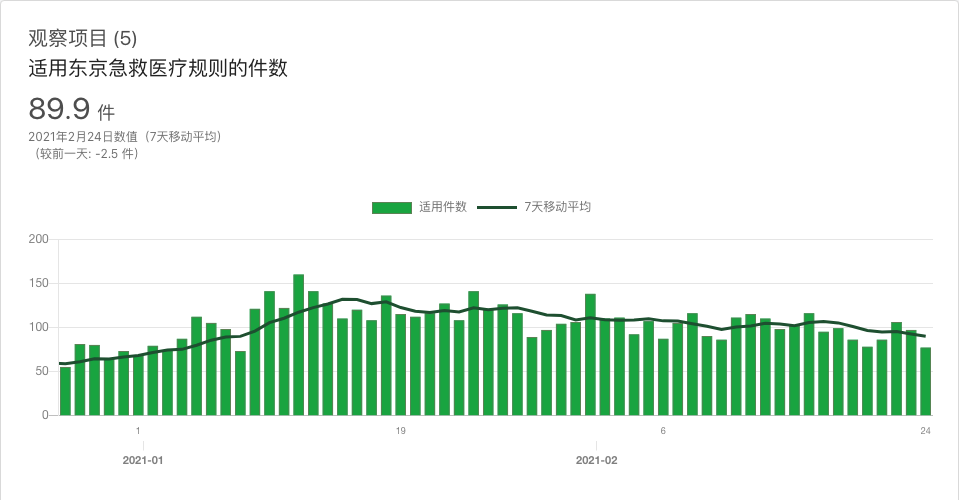 观察项目 (5)
适用东京急救医疗规则的件数
89.9 件
2021年2月24日数值（7天移动平均）
（较前一天: -2.5 件）
适用件数 7天移动平均
200
150
100
50
0
1 19 6 24
2021-01 2021-02